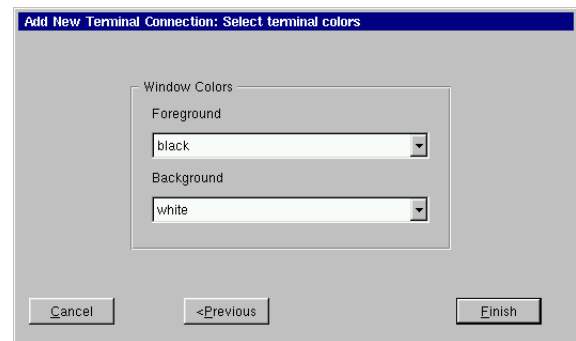 Add New Terminal Connection: Select terminal colors
Window Colors
Foreground
black
Background
white
Cancel
<Previous
Finish